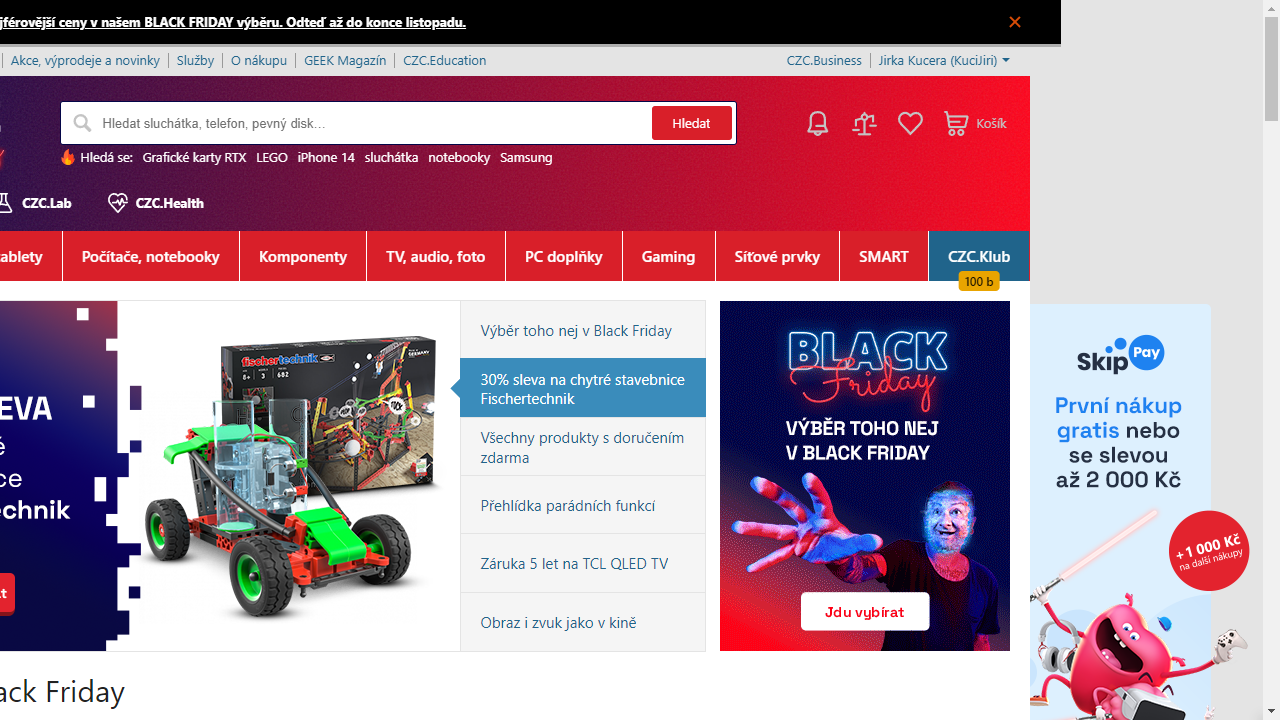 jférovější ceny v našem BLACK FRIDAY výběru. Odteď až do konce listopadu.
Akce, výprodeje a novinky
Služby
O nákupu
GEEK Magazín
CZC.Education
CZC.Business
Jirka Kucera (KuciJiri)
Hledat sluchátka, telefon, pevný disk...
Hledat
Košík
Hledá se: Grafické karty RTX LEGO iPhone 14 sluchátka notebooky Samsung
CZC.Lab
CZC.Health
ablety
Počítače, notebooky
Komponenty
TV, audio, foto
PC doplňky
Gaming
Síťové prvky
SMART
CZC.Klub
100 b
EVA
é
ce
echnik
at
fischertechnik
Výběr toho nej v Black Friday
30% sleva na chytré stavebnice
Fischertechnik
Všechny produkty s doručením
zdarma
Přehlídka parádních funkcí
Záruka 5 let na TCL QLED TV
Obraz i zvuk jako v kině
BLACK
Friday
VÝBĚR TOHO NEJ
V BLACK FRIDAY
Jdu vybírat
Skip Pay
První nákup
gratis nebo
se slevou
až 2 000 Kč
+ 1 000 Kč
na další nákupy
ack Friday